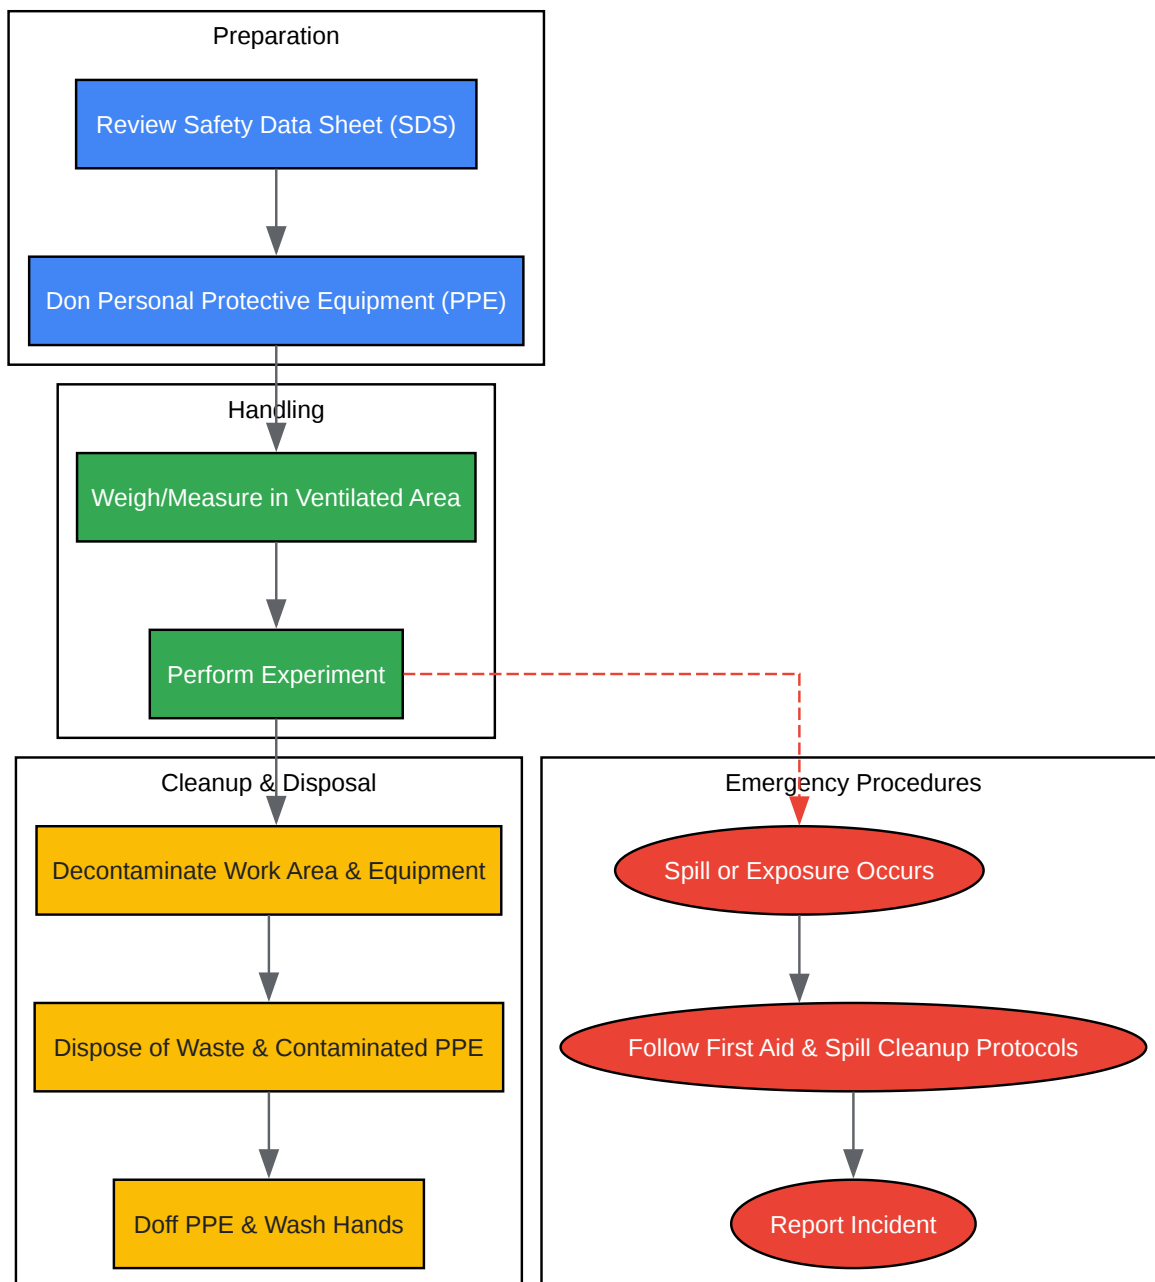 Preparation
Review Safety Data Sheet (SDS)
Don Personal Protective Equipment (PPE)
Handling
Weigh/Measure in Ventilated Area
Perform Experiment
Cleanup & Disposal
Decontaminate Work Area & Equipment
Dispose of Waste & Contaminated PPE
Doff PPE & Wash Hands
Emergency Procedures
Spill or Exposure Occurs
Follow First Aid & Spill Cleanup Protocols
Report Incident